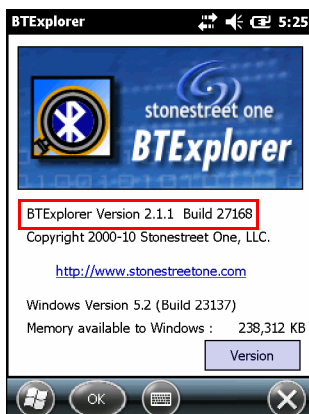 BTExplorer 5:25
stonestreet one
BTExplorer
BTExplorer Version 2.1.1 Build 27168
Copyright 2000-10 Stonestreet One, LLC.
http://www.stonestreetone.com
Windows Version 5.2 (Build 23137)
Memory available to Windows : 238,312 KB
Version
OK